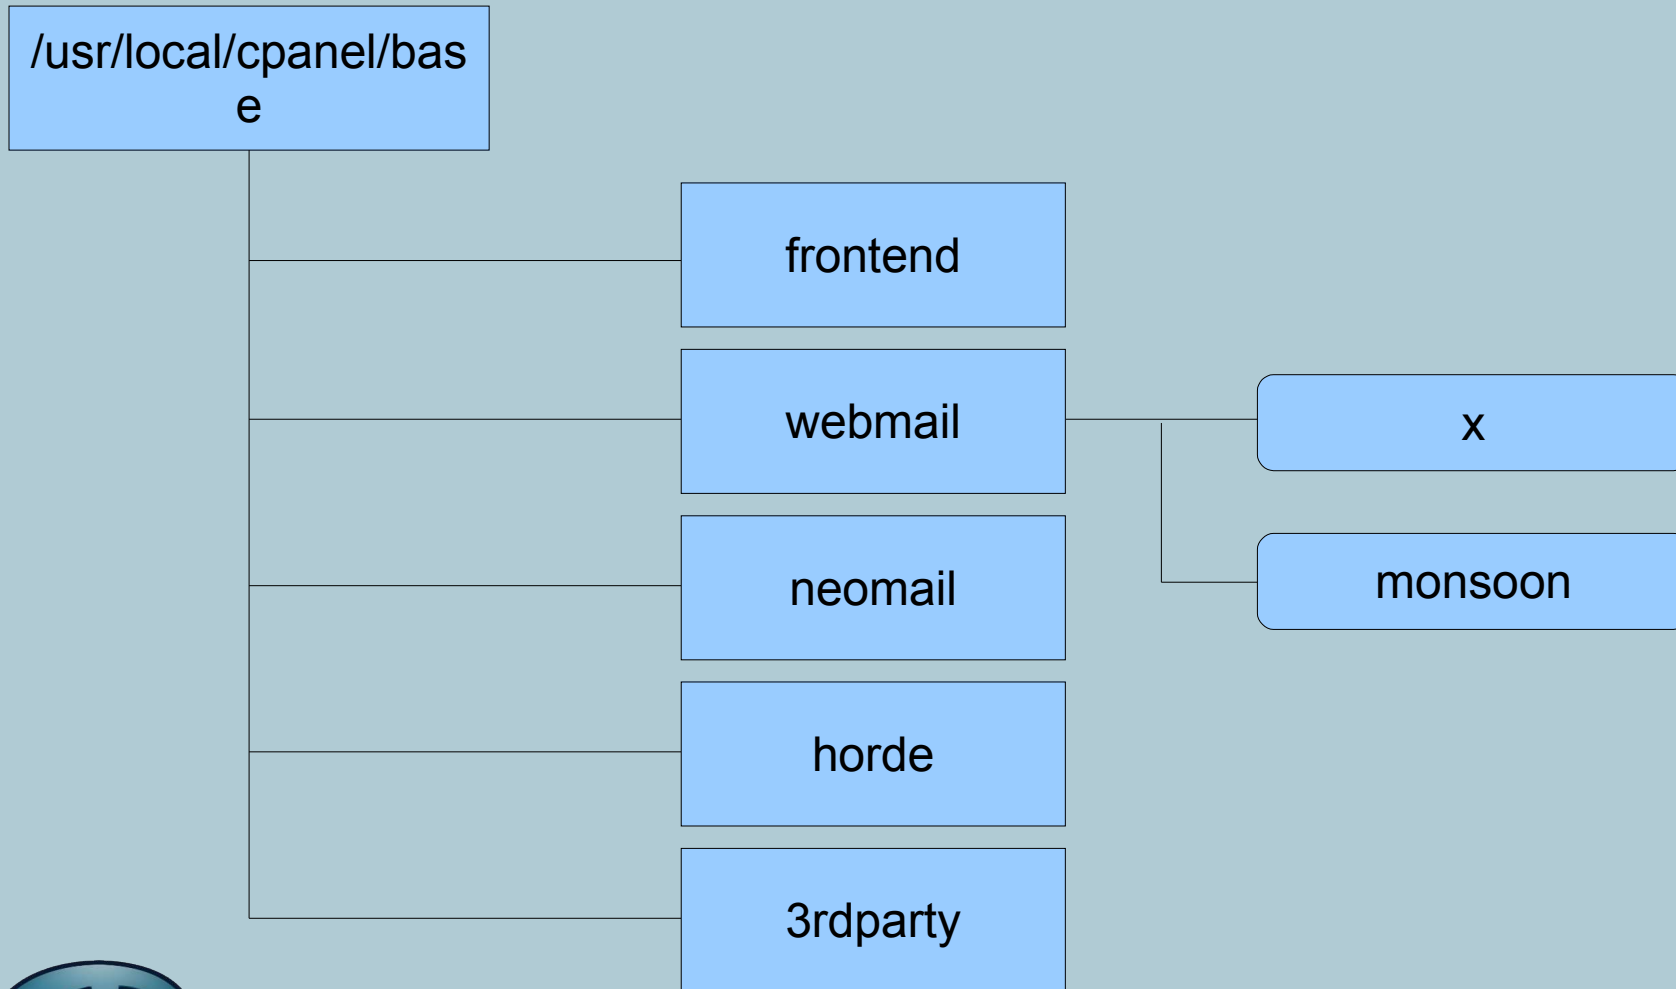 /usr/local/cpanel/bas
e
frontend
webmail
x
neomail
monsoon
horde
3rdparty